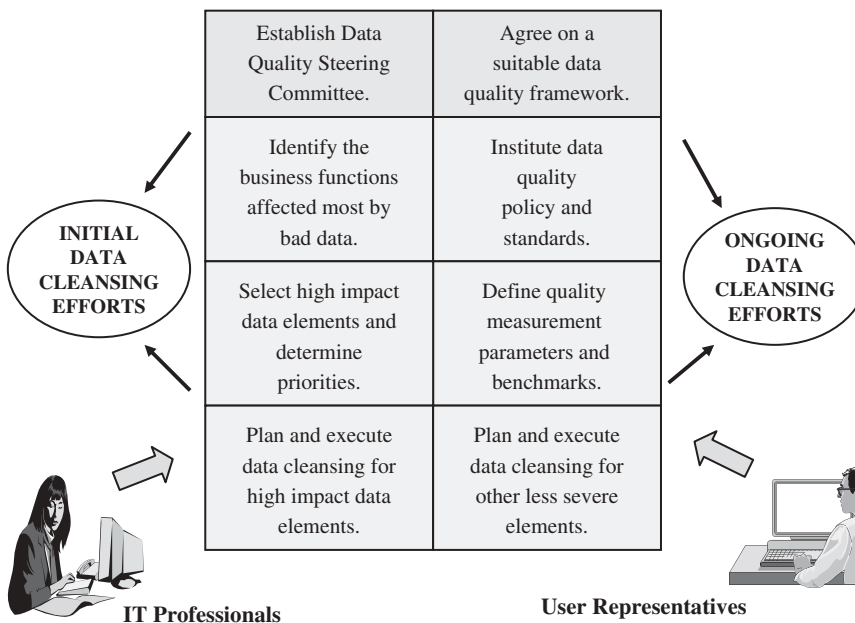 Establish Data
Quality Steering
Committee.
Agree on a
suitable data
quality framework.
Identify the
business functions
affected most by
bad data.
Institute data
quality
policy and
standards.
INITIAL
DATA
CLEANSING
EFFORTS
ONGOING
DATA
CLEANSING
EFFORTS
Select high impact
data elements and
determine
priorities.
Define quality
measurement
parameters and
benchmarks.
Plan and execute
data cleansing for
high impact data
elements.
Plan and execute
data cleansing for
other less severe
elements.
IT Professionals
User Representatives